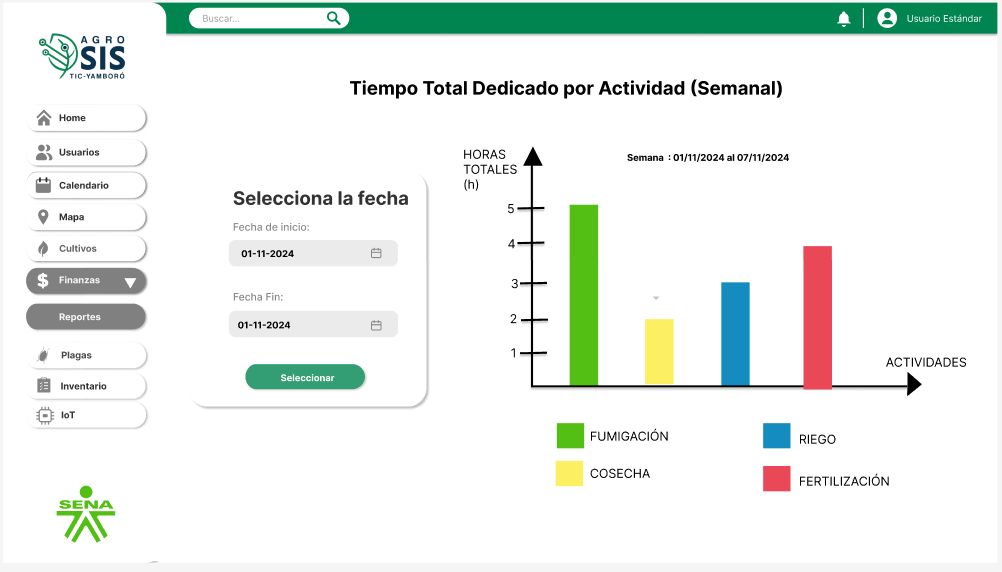 Buscar...
Usuario Estándar
AGRO
SIS
TIC-YAMBORÓ
Home
Usuarios
Calendario
Mapa
Cultivos
Finanzas
Reportes
Plagas
Inventario
IoT
SENA
Tiempo Total Dedicado por Actividad (Semanal)
Selecciona la fecha
Fecha de inicio:
01-11-2024
Fecha Fin:
01-11-2024
Seleccionar
HORAS
TOTALES
(h)
Semana : 01/11/2024 al 07/11/2024
5
4
3
2
1
ACTIVIDADES
FUMIGACIÓN
RIEGO
COSECHA
FERTILIZACIÓN